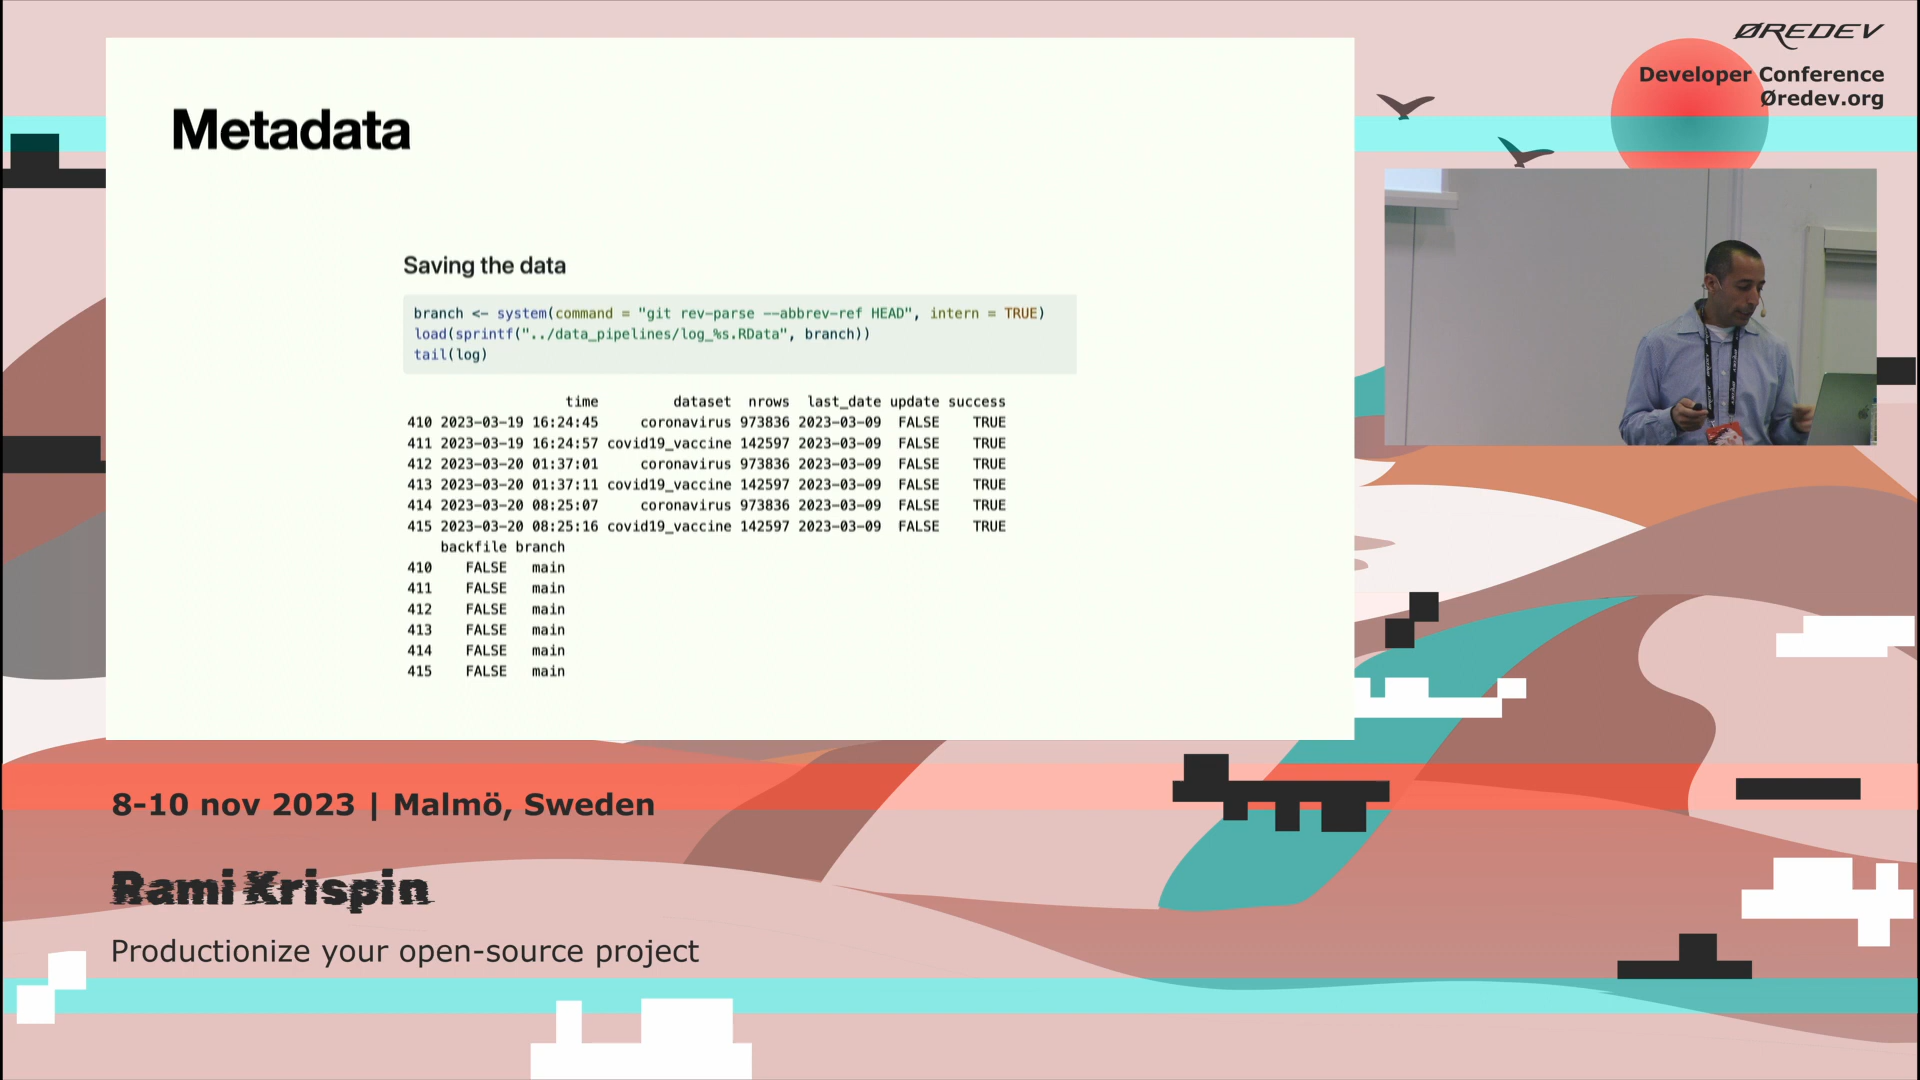 ØREDEV
Developer Conference
Øredev.org
Metadata
Saving the data
branch <- system(command = "git rev-parse --abbrev-ref HEAD", intern = TRUE)
load(sprintf("../data_pipelines/log_%s.RData", branch))
tail(log)
time dataset nrows last_date update success
410 2023-03-19 16:24:45 coronavirus 973836 2023-03-09 FALSE TRUE
411 2023-03-19 16:24:57 covid19_vaccine 142597 2023-03-09 FALSE TRUE
412 2023-03-20 01:37:01 coronavirus 973836 2023-03-09 FALSE TRUE
413 2023-03-20 01:37:11 covid19_vaccine 142597 2023-03-09 FALSE TRUE
414 2023-03-20 08:25:07 coronavirus 973836 2023-03-09 FALSE TRUE
415 2023-03-20 08:25:16 covid19_vaccine 142597 2023-03-09 FALSE TRUE
backfile branch
410 FALSE main
411 FALSE main
412 FALSE main
413 FALSE main
414 FALSE main
415 FALSE main
8-10 nov 2023 | Malmö, Sweden
Rami Krispin
Productionize your open-source project